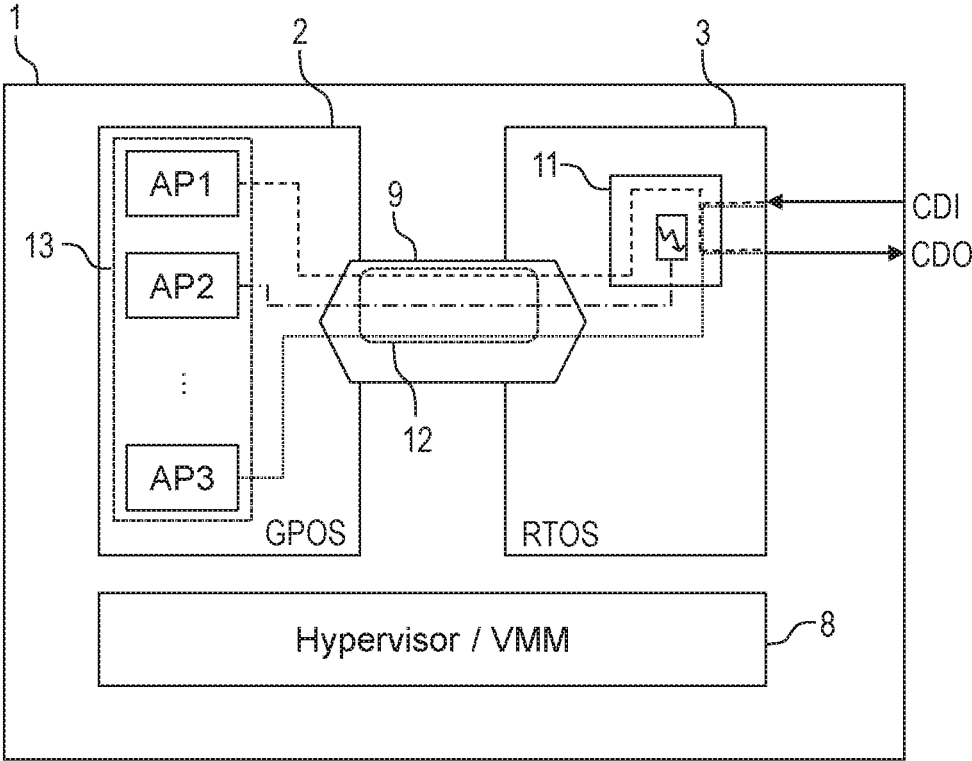 1
2
3
AP1
11
9
CDI
13
CDO
AP2
...
12
AP3
GPOS
RTOS
Hypervisor / VMM
8